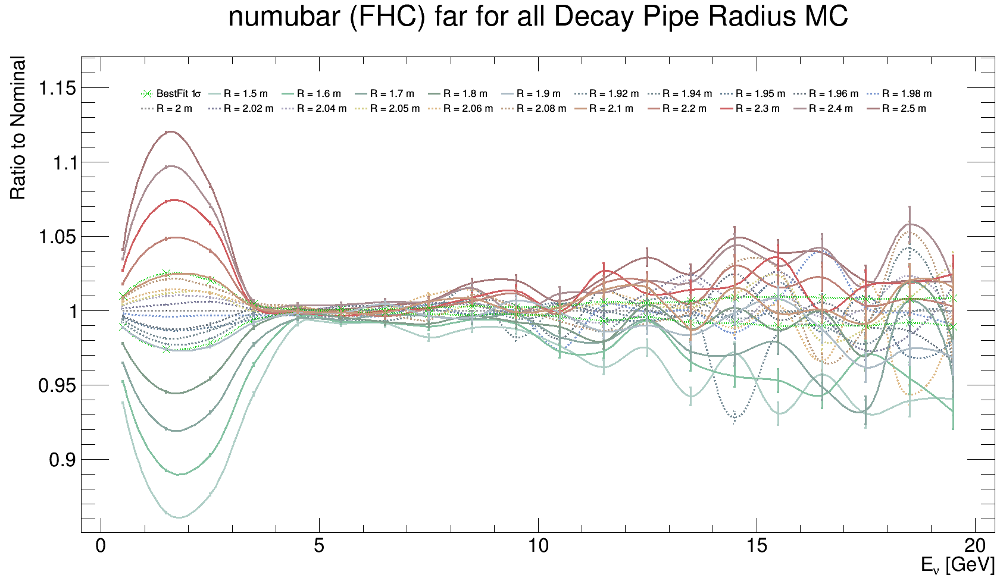 numubar (FHC) far for all Decay Pipe Radius MC
Ratio to Nominal
1.15
1.1
1.05
1
0.95
0.9
BestFit 1σ R = 1.5 m R = 1.6 m R = 1.7 m R = 1.8 m R = 1.9 m R = 1.92 m R = 1.94 m R = 1.95 m R = 1.96 m R = 1.98 m
R = 2 m R = 2.02 m R = 2.04 m R = 2.05 m R = 2.06 m R = 2.08 m R = 2.1 m R = 2.2 m R = 2.3 m R = 2.4 m R = 2.5 m
0 5 10 15 20
E_ν [GeV]